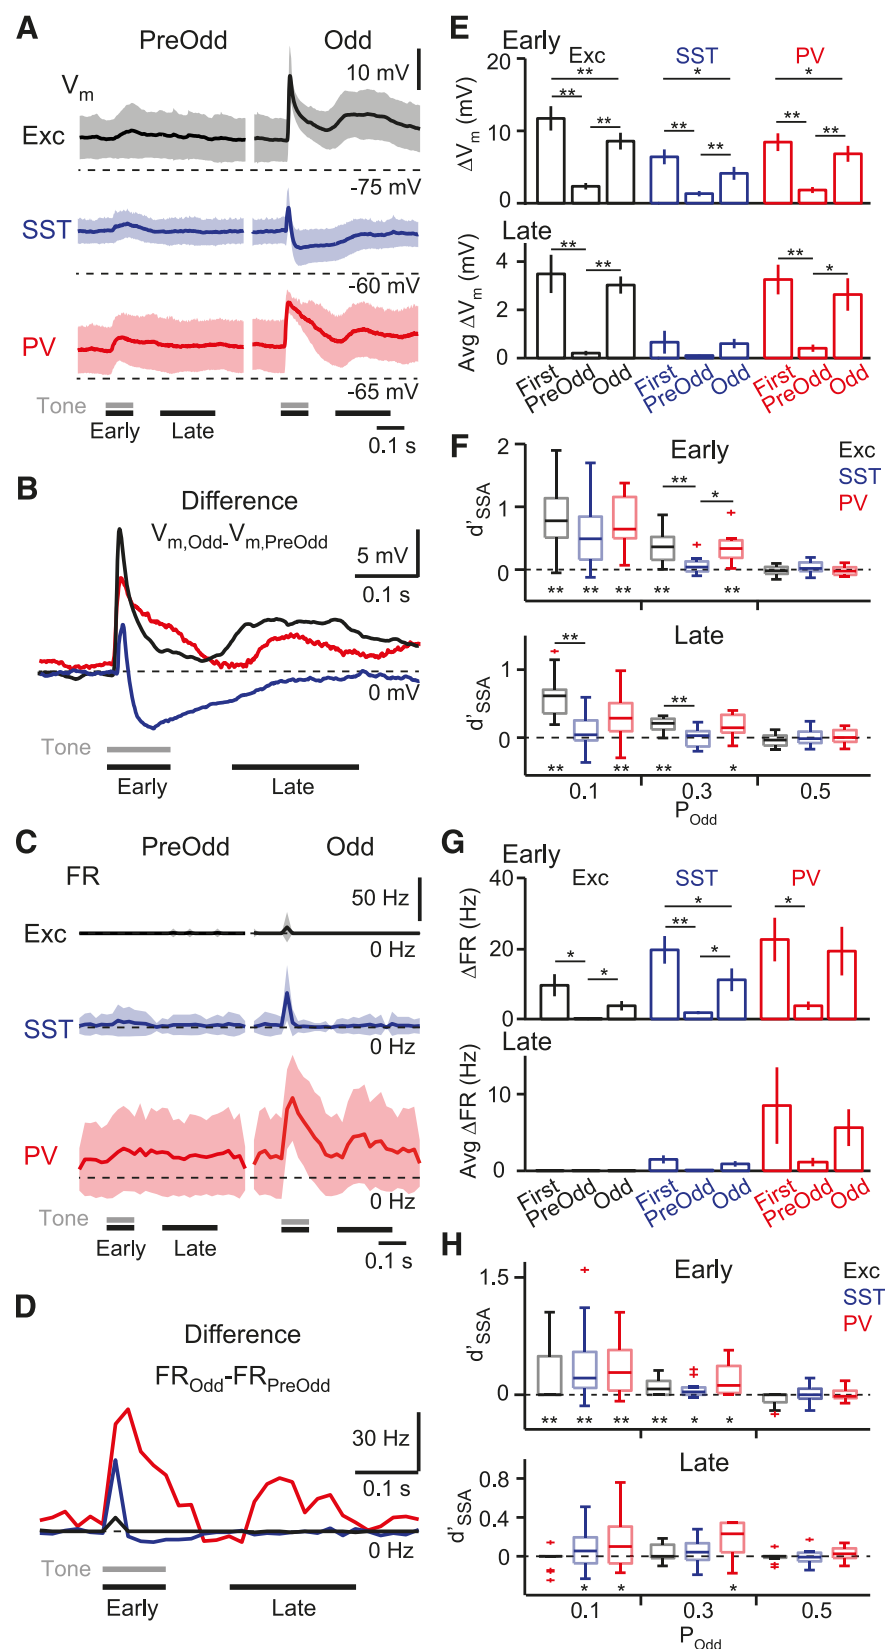 A
PreOdd
Odd
Vm
10 mV
Exc
-75 mV
SST
-60 mV
PV
-65 mV
Tone
Early
Late
0.1 s
B
Difference
Vm,Odd-Vm,PreOdd
5 mV
0.1 s
0 mV
Tone
Early
Late
C
PreOdd
Odd
FR
50 Hz
Exc
0 Hz
SST
0 Hz
PV
0 Hz
Tone
Early
Late
0.1 s
D
Difference
FROdd-FRPreOdd
30 Hz
0.1 s
0 Hz
Tone
Early
Late
E
Early
Exc
SST
PV
20
10
0
ΔVm (mV)
** ** **
* ** **
* ** **
Late
4
2
0
Avg ΔVm (mV)
** **
** *
First PreOdd Odd
First PreOdd Odd
First PreOdd Odd
F
Early
Exc
SST
PV
2
1
0
d'SSA
** *
** ** ** ** **
Late
1
0
d'SSA
** **
** ** ** *
0.1 0.3 0.5
POdd
G
Early
Exc
SST
PV
40
20
0
ΔFR (Hz)
* *
* ** *
*
Late
10
0
Avg ΔFR (Hz)
First PreOdd Odd
First PreOdd Odd
First PreOdd Odd
H
Early
Exc
SST
PV
1.5
0
d'SSA
** ** ** ** * *
Late
0.8
0.4
0
d'SSA
* * *
0.1 0.3 0.5
POdd